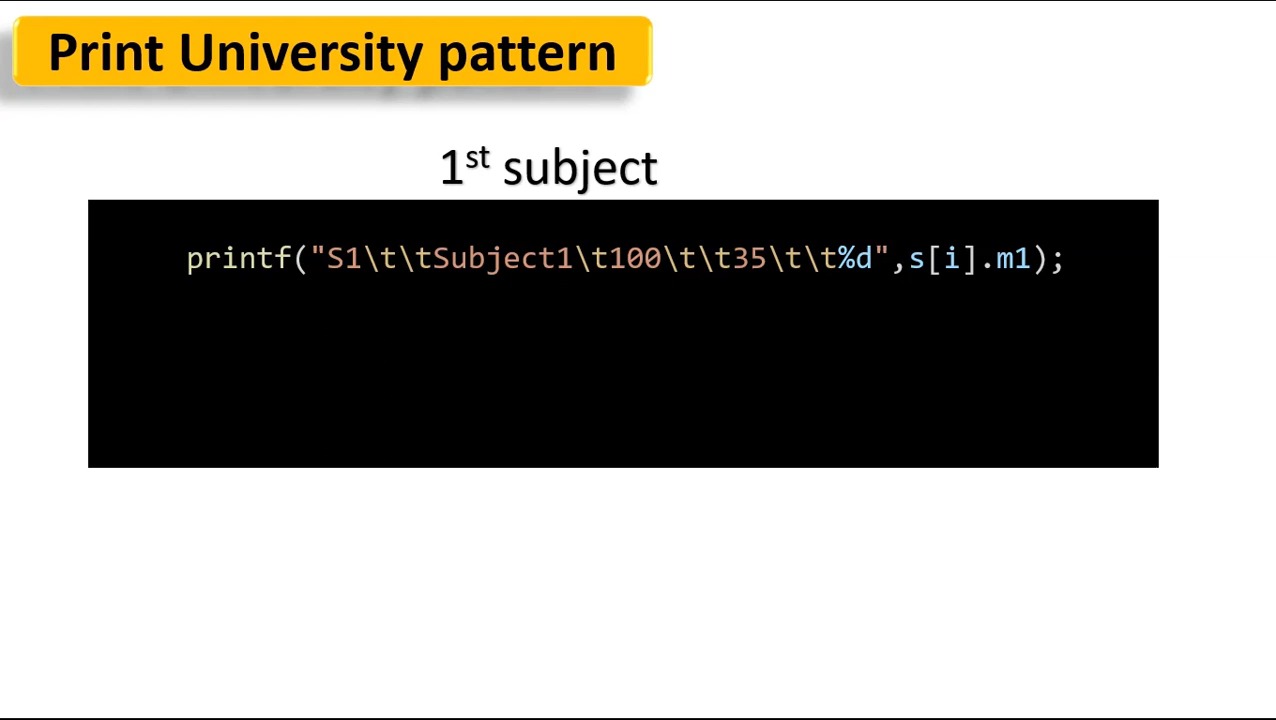 Print University pattern
1st subject
printf("S1\t\tSubject1\t100\t\t35\t\t%d",s[i].m1);